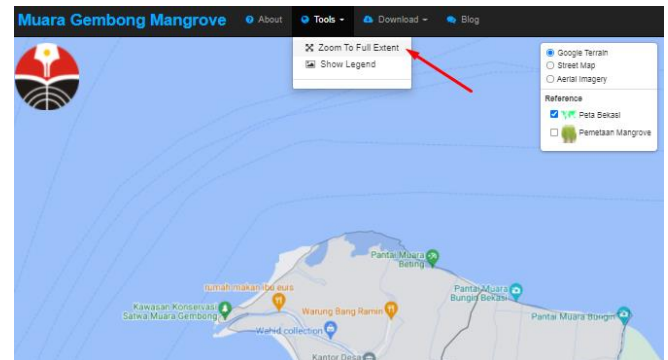 Muara Gembong Mangrove
About
Tools
Download
Blog
Zoom To Full Extent
Show Legend
Google Terrain
Street Map
Aerial Imagery
Reference
Peta Bekasi
Pemetaan Mangrove
Pantai Muara
Beting
rumah makan ibu eurs
Kawasan Konservasi
Satwa Muara Gembong
Warung Bang Ramin
Pantai Muara
Bungin Bekasi
Pantai Muara Bungin
Wahid collection
Kantor Desa